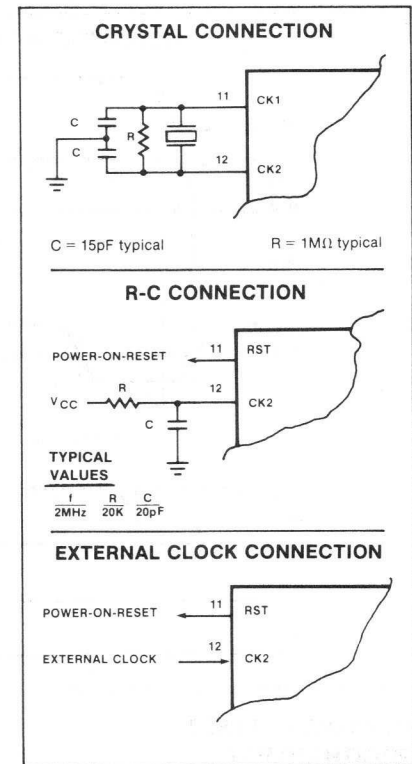 CRYSTAL CONNECTION
11
CK1
C
R
C
12
CK2
C = 15pF typical
R = 1MΩ typical
R-C CONNECTION
POWER-ON-RESET
11
RST
VCC
R
12
CK2
C
TYPICAL
VALUES
f R C
2MHz 20K 20pF
EXTERNAL CLOCK CONNECTION
POWER-ON-RESET
11
RST
EXTERNAL CLOCK
12
CK2